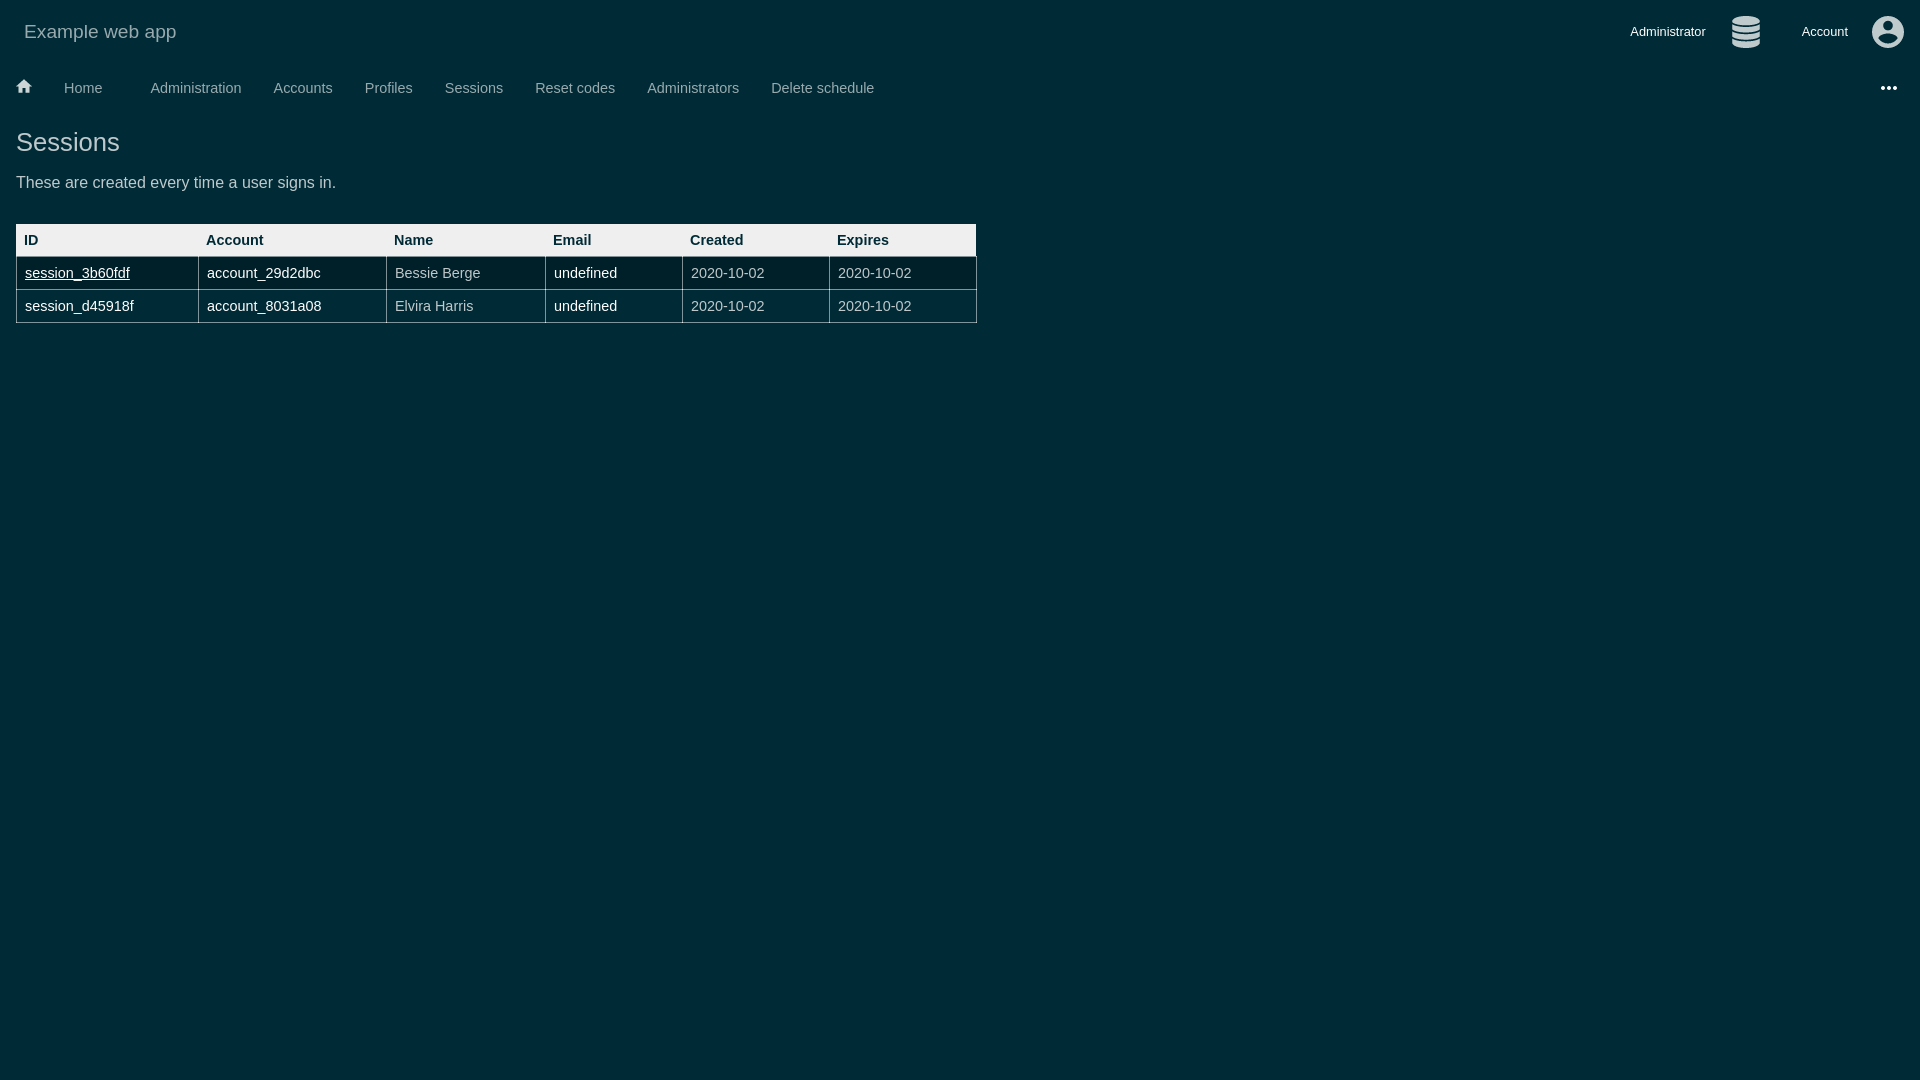 Example web app
Administrator Account
Home Administration Accounts Profiles Sessions Reset codes Administrators Delete schedule
Sessions
These are created every time a user signs in.
ID Account Name Email Created Expires
session_3b60fdf account_29d2dbc Bessie Berge undefined 2020-10-02 2020-10-02
session_d45918f account_8031a08 Elvira Harris undefined 2020-10-02 2020-10-02